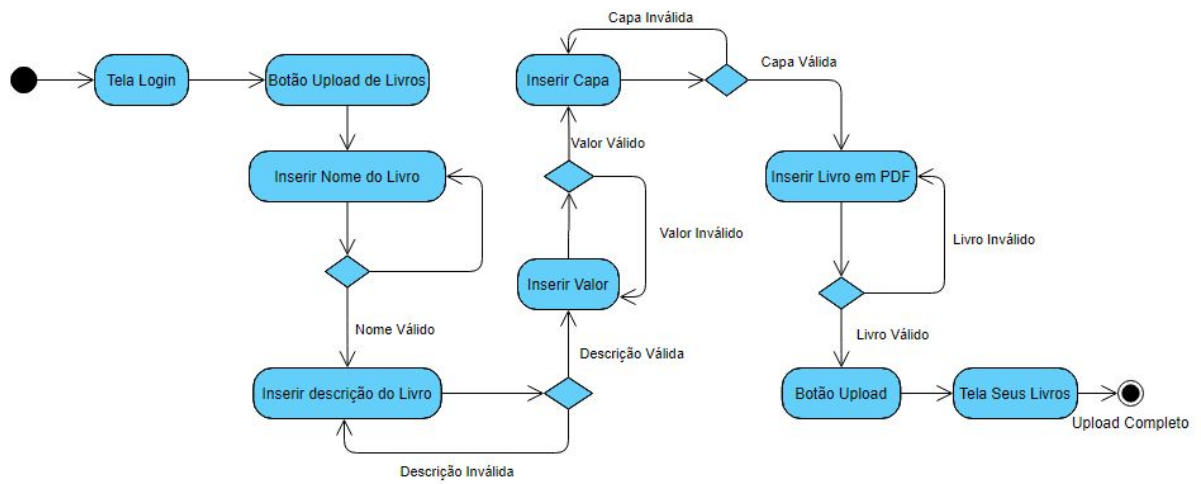 Tela Login
Botão Upload de Livros
Inserir Nome do Livro
Nome Válido
Inserir descrição do Livro
Descrição Inválida
Descrição Válida
Inserir Valor
Valor Inválido
Valor Válido
Inserir Capa
Capa Inválida
Capa Válida
Inserir Livro em PDF
Livro Inválido
Livro Válido
Botão Upload
Tela Seus Livros
Upload Completo